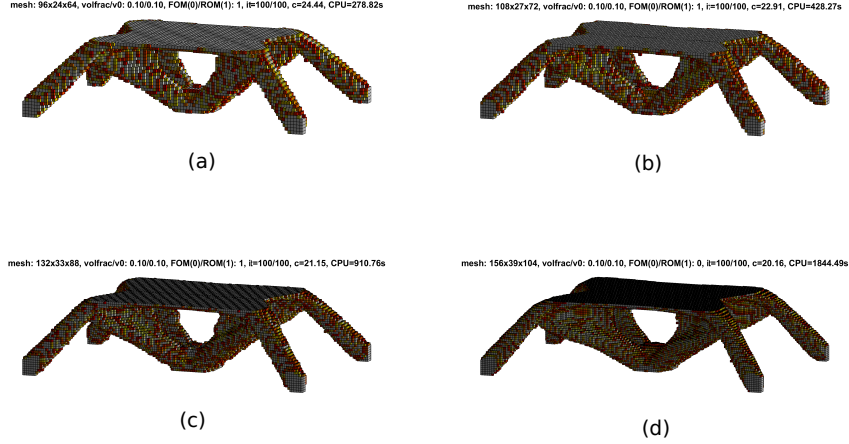 mesh: 96x24x64, volfrac/v0: 0.10/0.10, FOM(0)/ROM(1): 1, it=100/100, c=24.44, CPU=278.82s
mesh: 108x27x72, volfrac/v0: 0.10/0.10, FOM(0)/ROM(1): 1, it=100/100, c=22.91, CPU=428.27s
(a)
(b)
mesh: 132x33x88, volfrac/v0: 0.10/0.10, FOM(0)/ROM(1): 1, it=100/100, c=21.15, CPU=910.76s
mesh: 156x39x104, volfrac/v0: 0.10/0.10, FOM(0)/ROM(1): 0, it=100/100, c=20.16, CPU=1844.49s
(c)
(d)